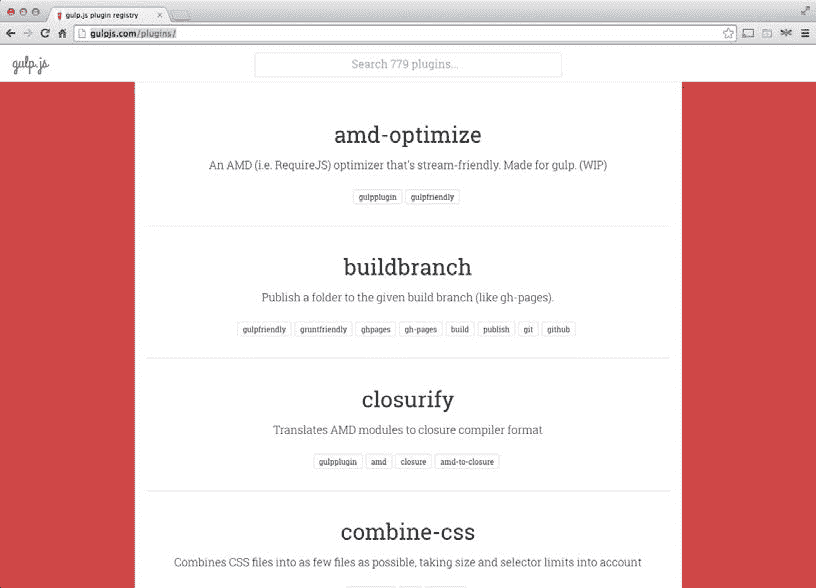 gulp.js plugin registry
gulpjs.com/plugins/
gulp.js
Search 779 plugins...
amd-optimize
An AMD (i.e. RequireJS) optimizer that's stream-friendly. Made for gulp. (WIP)
gulpplugin gulpfriendly
buildbranch
Publish a folder to the given build branch (like gh-pages).
gulpfriendly gruntfriendly ghpages gh-pages build publish git github
closurify
Translates AMD modules to closure compiler format
gulpplugin amd closure amd-to-closure
combine-css
Combines CSS files into as few files as possible, taking size and selector limits into account